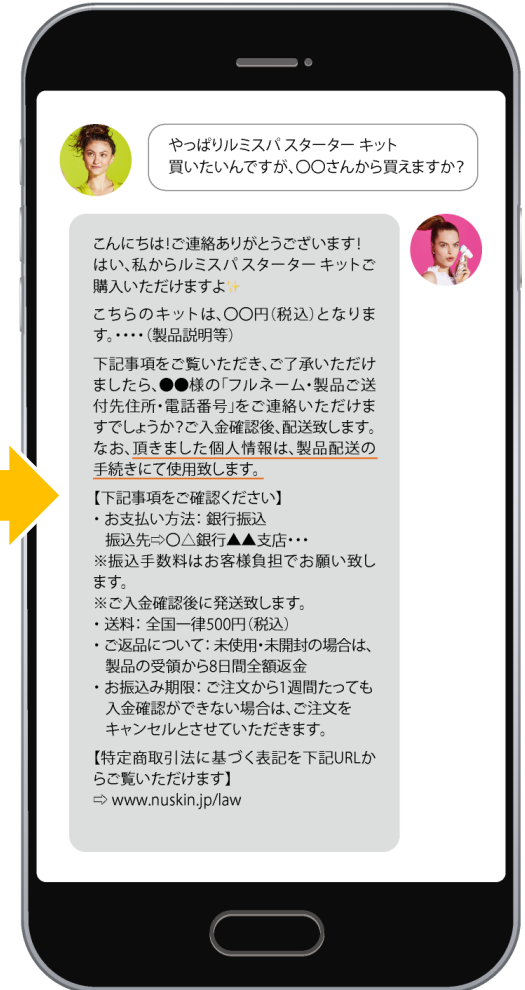 やっぱりルミスパ スターター キット
買いたいんですが、〇〇さんから買えますか?
こんにちは!ご連絡ありがとうございます!
はい、私からルミスパ スターター キットご
購入いただけますよ✨
こちらのキットは、〇〇円(税込)となりま
す。・・・・(製品説明等)
下記事項をご覧いただき、ご了承いただけ
ましたら、●●様の「フルネーム・製品ご送
付先住所・電話番号」をご連絡いただけま
すでしょうか?ご入金確認後、配送致します。
なお、頂きました個人情報は、製品配送の
手続きにて使用致します。
【下記事項をご確認ください】
・お支払い方法: 銀行振込
振込先⇨〇△銀行▲▲支店・・・
※振込手数料はお客様負担でお願い致し
ます。
※ご入金確認後に発送致します。
・送料: 全国一律500円(税込)
・ご返品について: 未使用・未開封の場合は、
製品の受領から8日間全額返金
・お振込み期限: ご注文から1週間たっても
入金確認ができない場合は、ご注文を
キャンセルとさせていただきます。
【特定商取引法に基づく表記を下記URLか
らご覧いただけます】
⇨ www.nuskin.jp/law